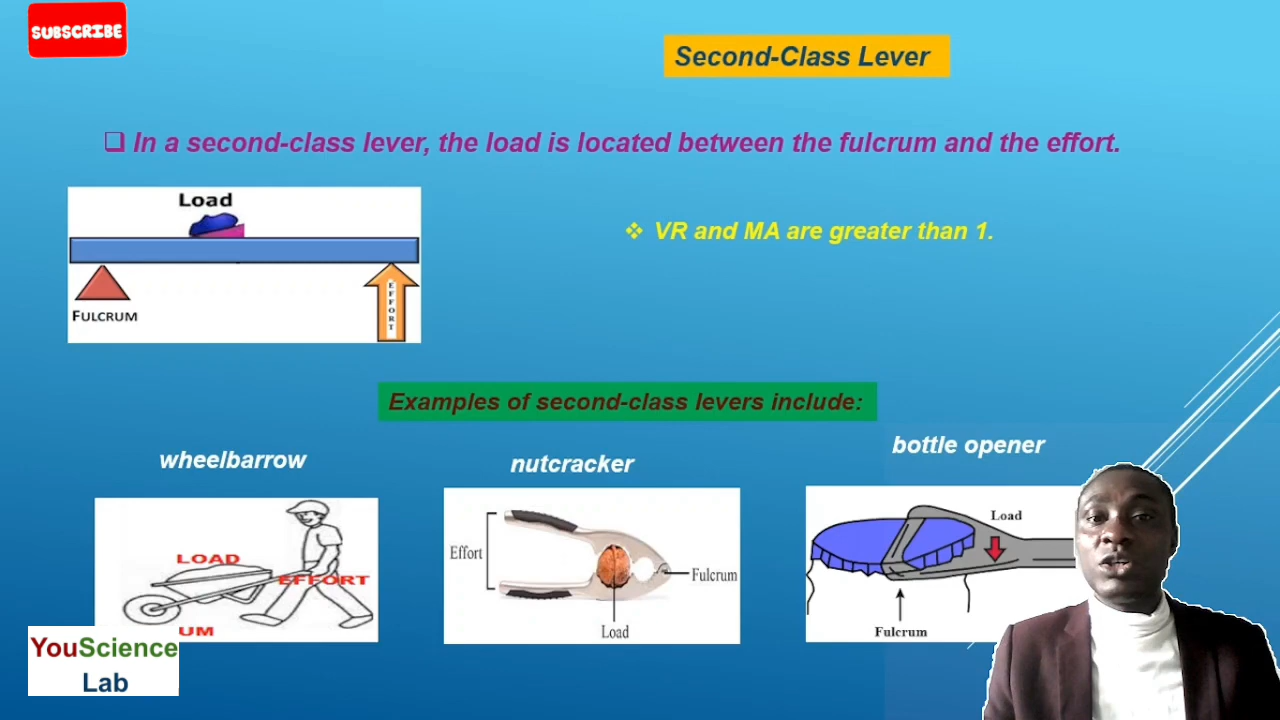 SUBSCRIBE
Second-Class Lever
In a second-class lever, the load is located between the fulcrum and the effort.
Load
FULCRUM
EFFORT
VR and MA are greater than 1.
Examples of second-class levers include:
wheelbarrow
LOAD
EFFORT
UM
nutcracker
Effort
Fulcrum
Load
bottle opener
Load
Fulcrum
YouScience
Lab